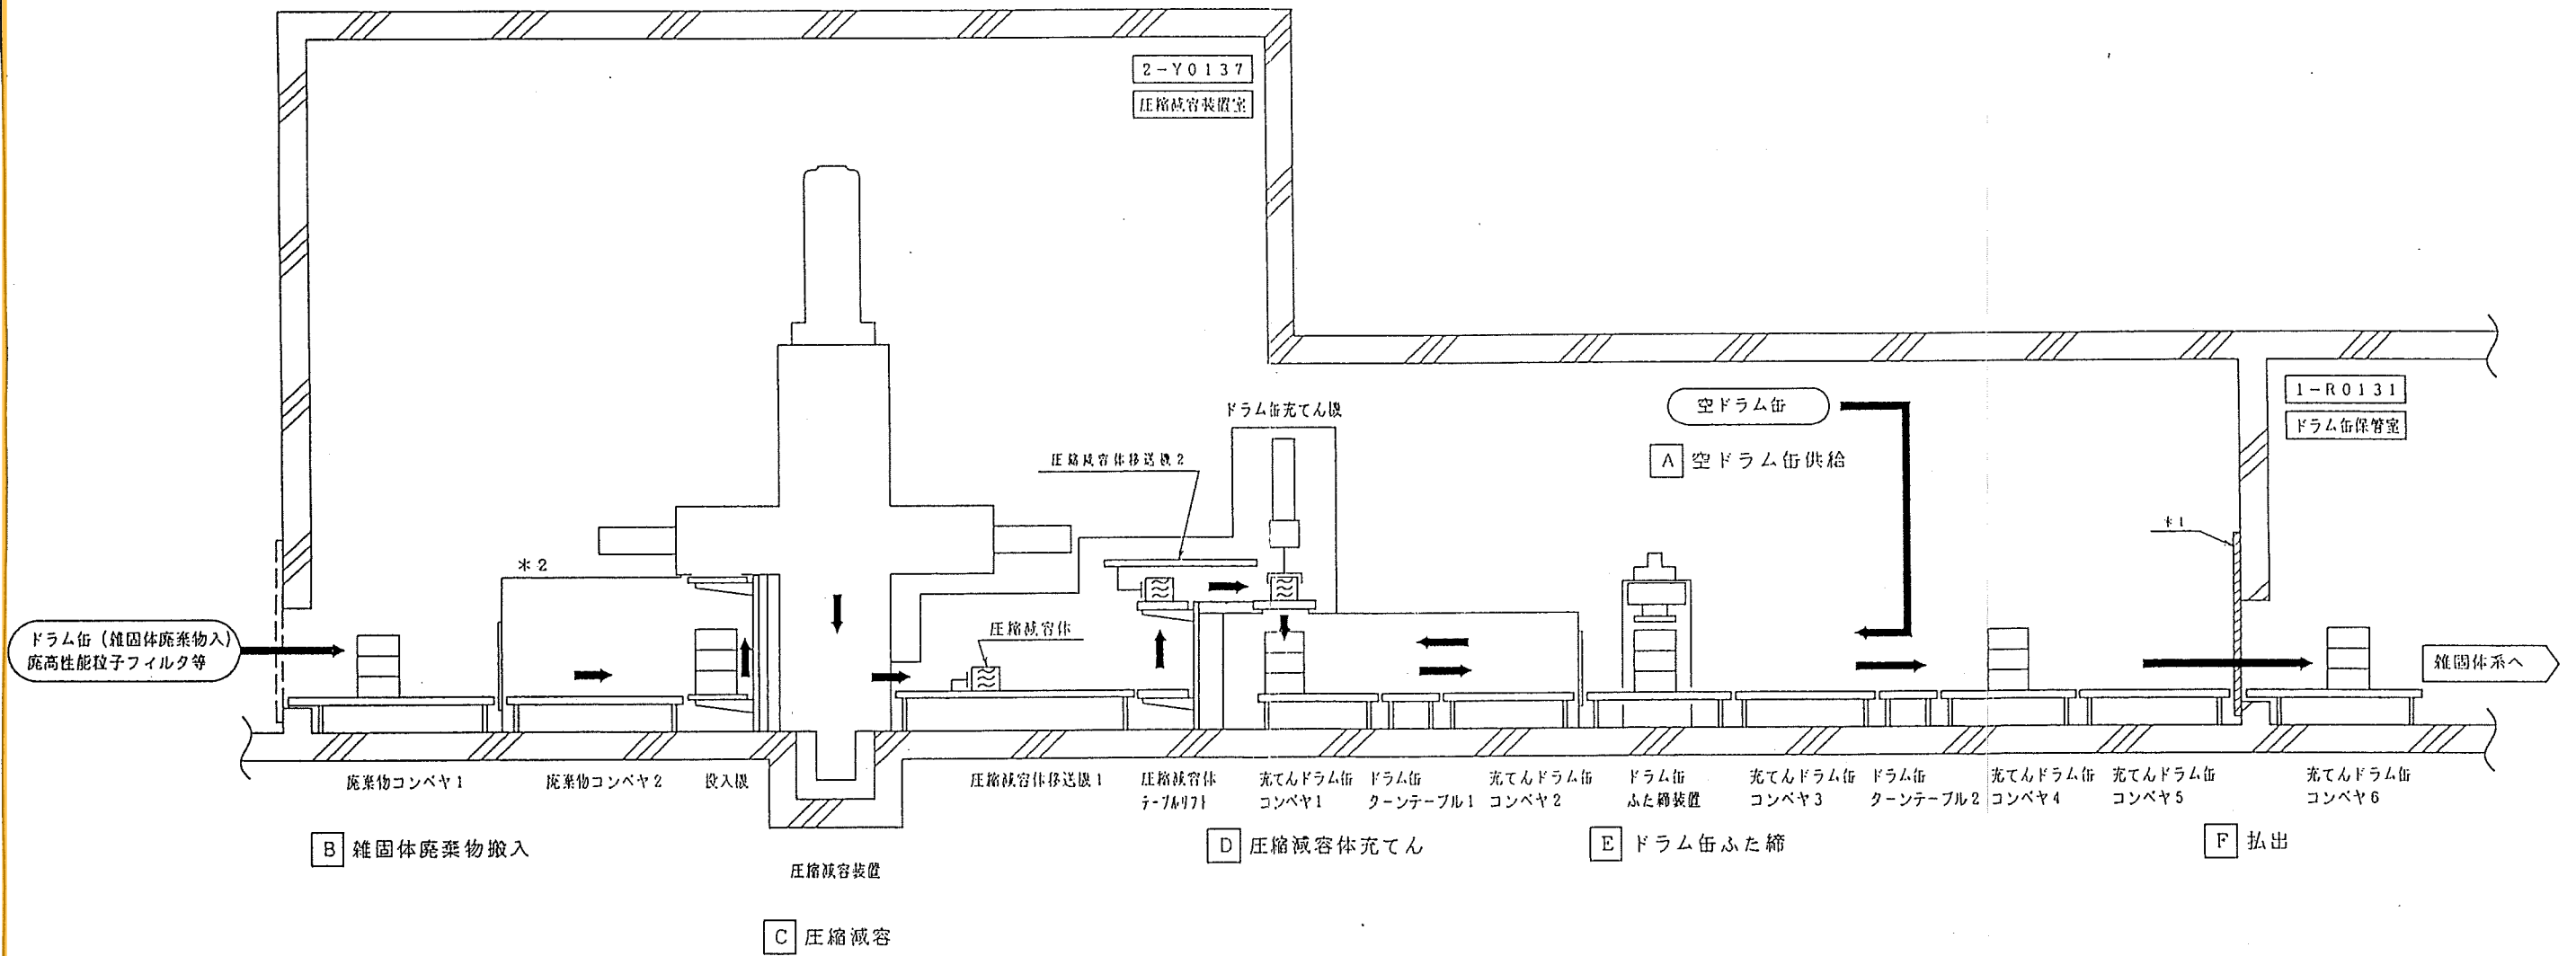 2-Y0137
圧縮減容装置室
1-R0131
ドラム缶保管室
空ドラム缶
A 空ドラム缶供給
ドラム缶充てん機
圧縮減容体移送機2
*1
*2
圧縮減容体
ドラム缶(雑固体廃棄物入)
廃高性能粒子フィルタ等
雑固体系へ
廃棄物コンベヤ1
廃棄物コンベヤ2
投入機
圧縮減容体移送機1
圧縮減容体
テーブルリフト
充てんドラム缶
コンベヤ1
ドラム缶
ターンテーブル1
充てんドラム缶
コンベヤ2
ドラム缶
ふた締装置
充てんドラム缶
コンベヤ3
ドラム缶
ターンテーブル2
充てんドラム缶
コンベヤ4
充てんドラム缶
コンベヤ5
充てんドラム缶
コンベヤ6
B 雑固体廃棄物搬入
D 圧縮減容体充てん
E ドラム缶ふた締
F 払出
圧縮減容装置
C 圧縮減容